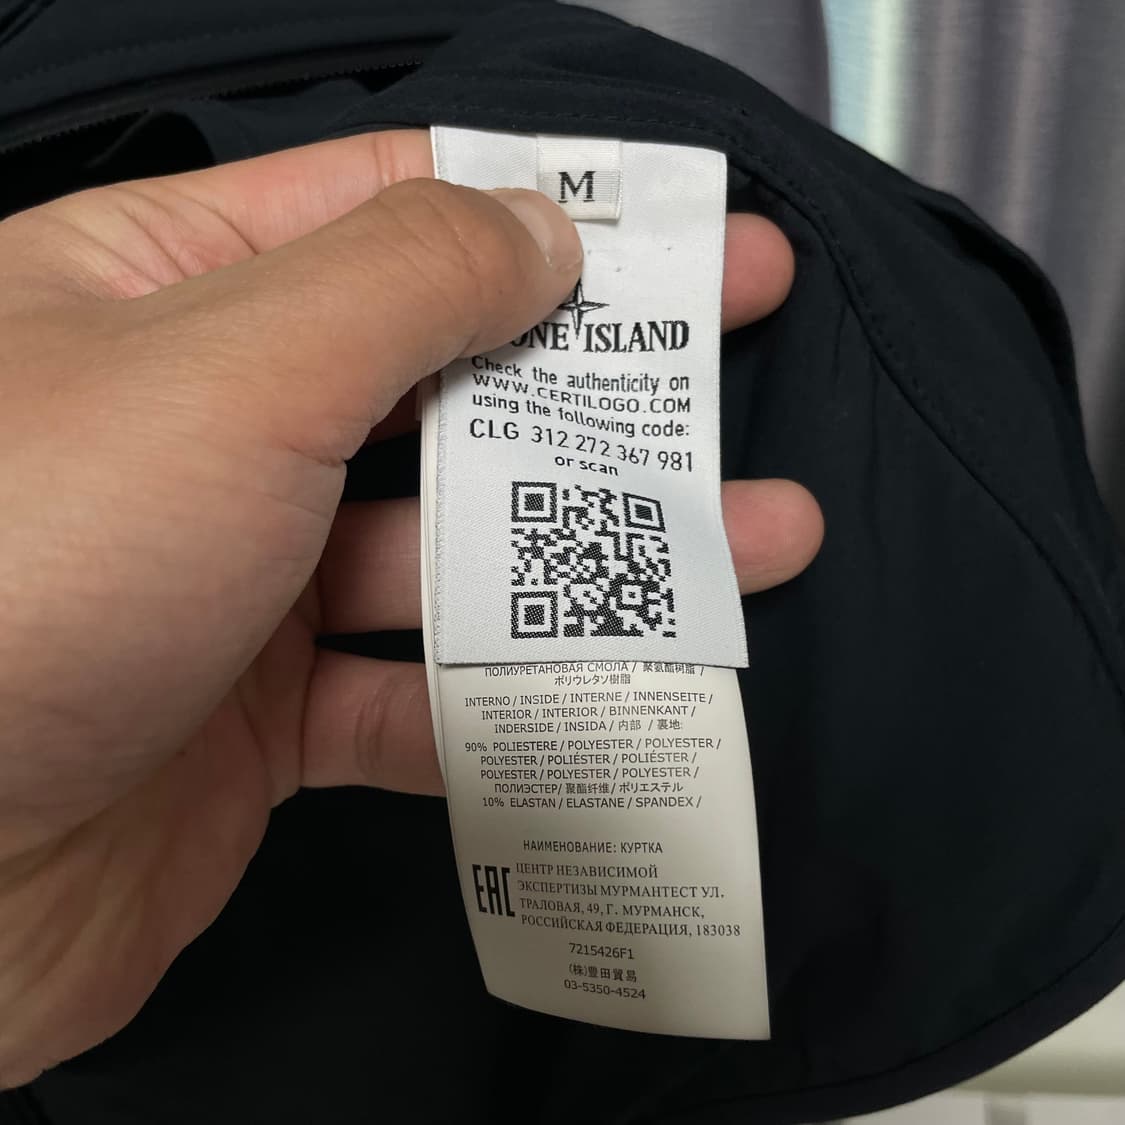 M
ONE ISLAND
Check the authenticity on
WWW.CERTILOGO.COM
using the following code:
CLG 312 272 367 981
or scan
ПОЛИУРЕТАНОВАЯ СМОЛА / 聚氨酯树脂 /
ポリウレタン樹脂
INTERNO / INSIDE / INTERNE / INNENSEITE /
INTERIOR / INTERIOR / BINNENKANT /
INDERSIDE / INSIDA / 内部 / 裏地:
90% POLIESTERE / POLYESTER / POLYESTER /
POLYESTER / POLIÉSTER / POLIÉSTER /
POLYESTER / POLYESTER / POLYESTER /
ПОЛИЭСТЕР/ 聚酯纤维/ ポリエステル
10% ELASTAN / ELASTANE / SPANDEX /
НАИМЕНОВАНИЕ: КУРТКА
EAC ЦЕНТР НЕЗАВИСИМОЙ
ЭКСПЕРТИЗЫ МУРМАНТЕСТ УЛ.
ТРАЛОВАЯ, 49, Г. МУРМАНСК,
РОССИЙСКАЯ ФЕДЕРАЦИЯ, 183038
7215426F1
(株)豊田貿易
03-5350-4524